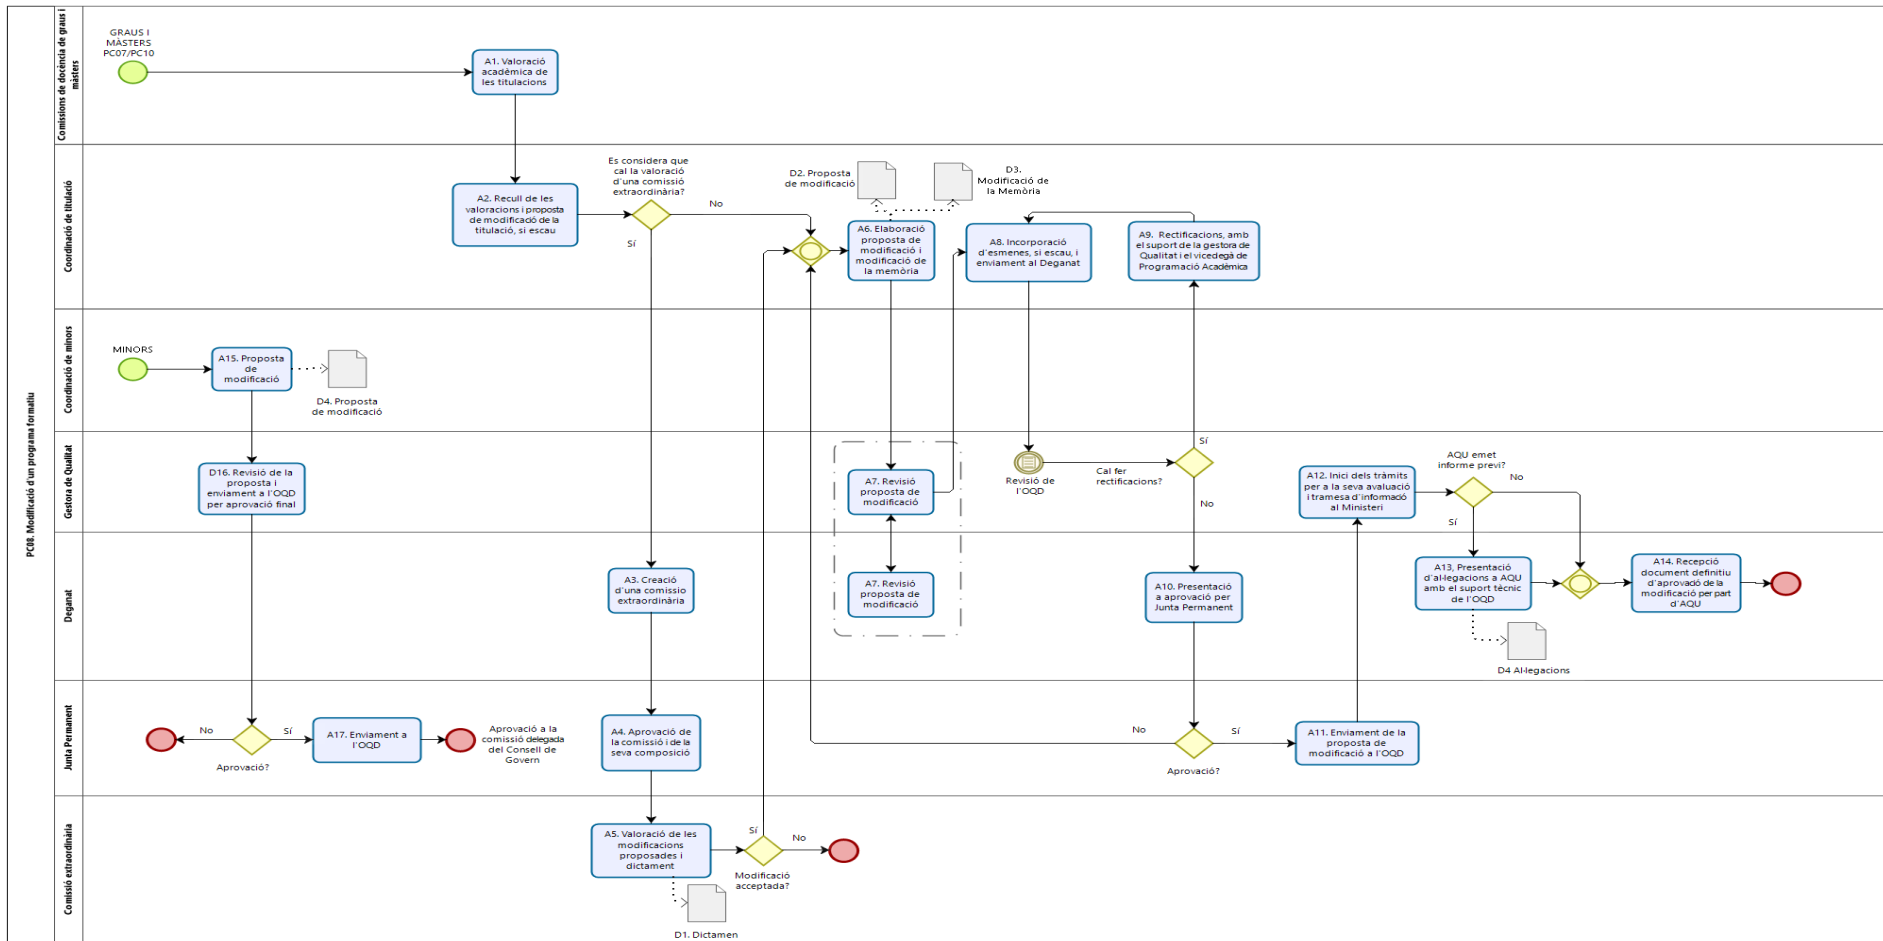 PC08. Modificació d'un programa formatiu
Comissions de docència de graus i
màsters
GRAUS I
MÀSTERS
PC07/PC10
A1. Valoració
acadèmica de
les titulacions
Coordinació de titulació
A2. Recull de les
valoracions i proposta
de modificació de la
titulació, si escau
Es considera que
cal la valoració
d'una comissió
extraordinària?
No
Sí
D2. Proposta
de modificació
D3.
Modificació de
la Memòria
A6. Elaboració
proposta de
modificació i
modificació de
la memòria
A8. Incorporació
d'esmenes, si escau, i
enviament al Deganat
A9. Rectificacions, amb
el suport de la gestora de
Qualitat i el vicedegà de
Programació Acadèmica
Coordinació de minors
MINORS
A15. Proposta
de
modificació
D4. Proposta
de modificació
Gestora de Qualitat
D16. Revisió de la
proposta i
enviament a l'OQD
per aprovació final
A7. Revisió
proposta de
modificació
Revisió de
l'OQD
Cal fer
rectificacions?
Sí
No
A12. Inici dels tràmits
per a la seva avaluació
i tramesa d'informació
al Ministeri
AQU emet
informe previ?
No
Sí
Deganat
A3. Creació
d'una comissio
extraordinària
A7. Revisió
proposta de
modificació
A10. Presentació
a aprovació per
Junta Permanent
A13, Presentació
d'al·legacions a AQU
amb el suport tècnic
de l'OQD
A14. Recepció
document definitiu
d'aprovació de la
modificació per part
d'AQU
D4 Al·legacions
Junta Permanent
No
Sí
Aprovació?
A17. Enviament a
l'OQD
Aprovació a la
comissió delegada
del Consell de
Govern
A4. Aprovació de
la comissió i de la
seva composició
No
Sí
Aprovació?
A11. Enviament de la
proposta de
modificació a l'OQD
Comissió extraordinària
A5. Valoració de les
modificacions
proposades i
dictament
Sí
No
Modificació
acceptada?
D1. Dictamen